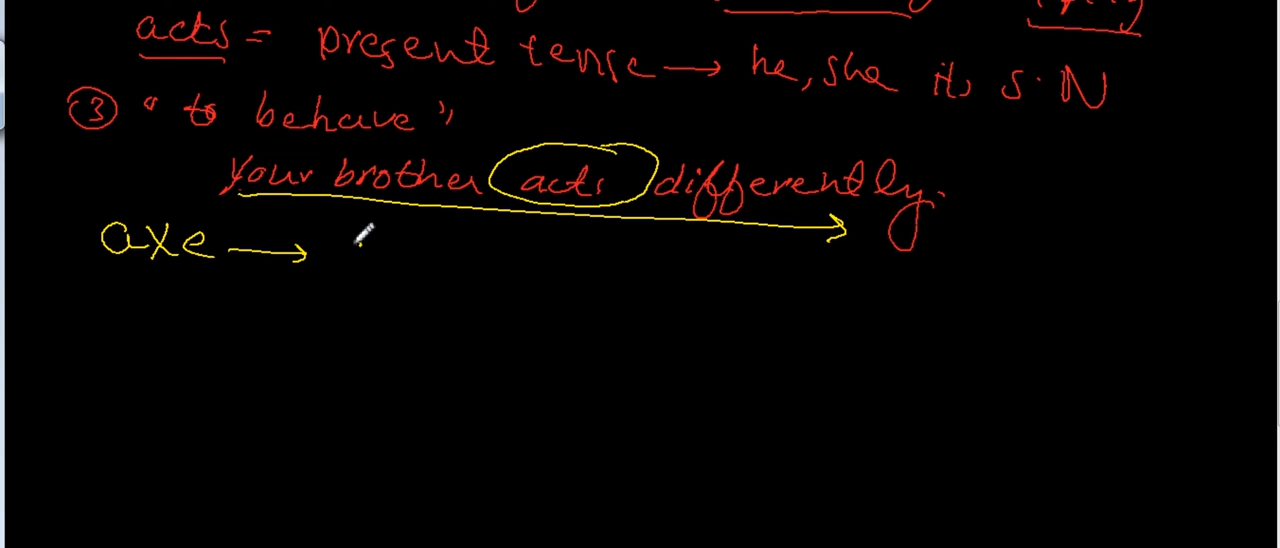 acts = present tense → he, she it, S.N
③ "to behave",
Your brother acts differently.
axe →